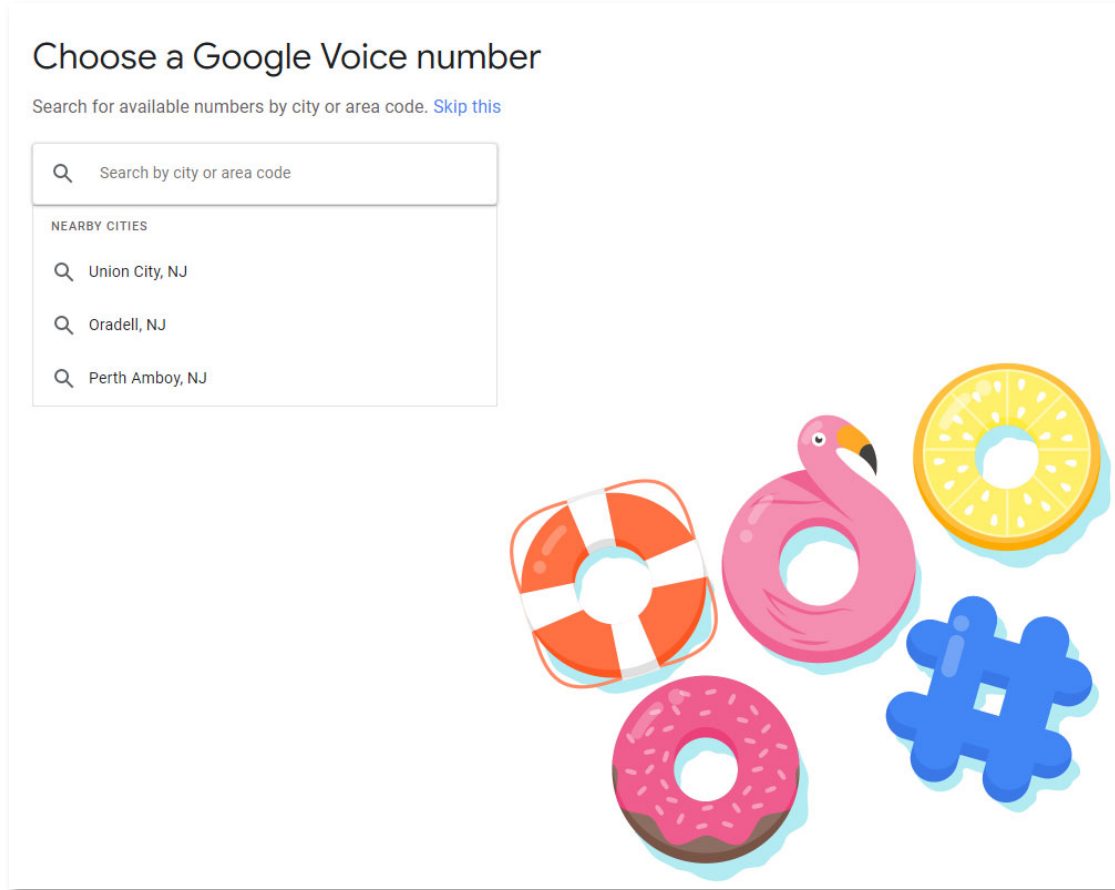 Choose a Google Voice number
Search for available numbers by city or area code. Skip this
Search by city or area code
NEARBY CITIES
Union City, NJ
Oradell, NJ
Perth Amboy, NJ